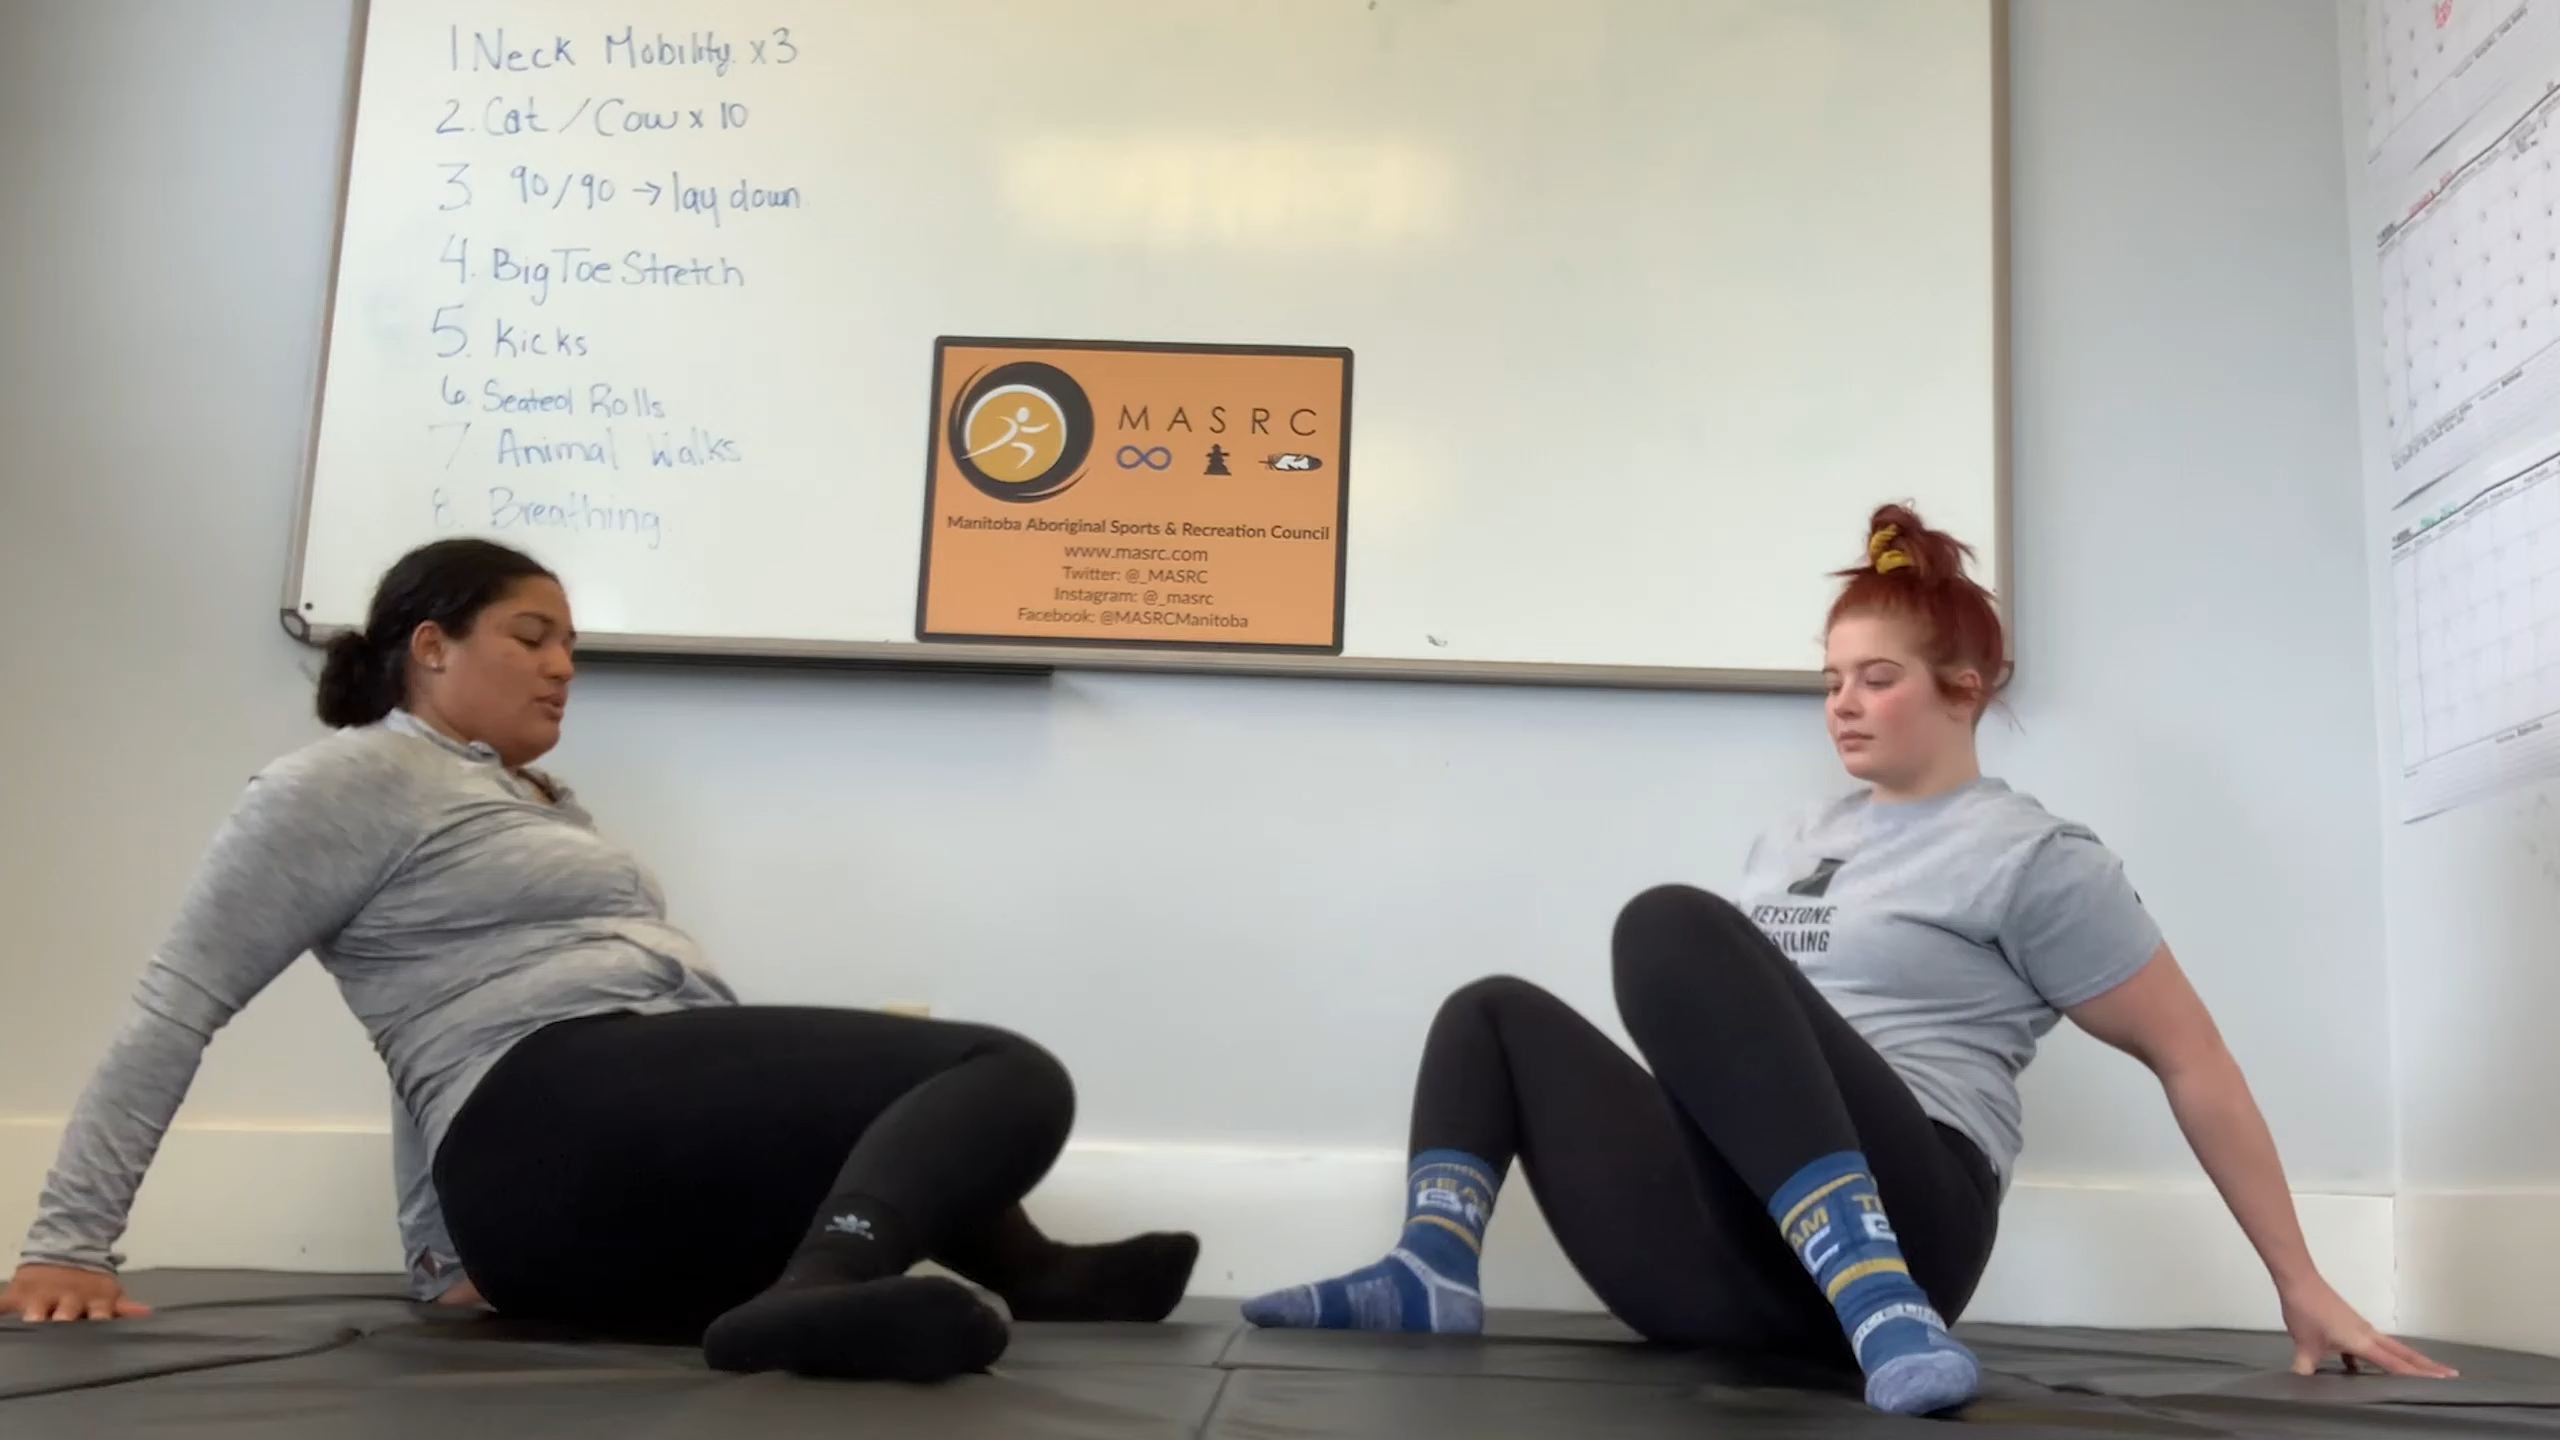 1 Neck Mobility. x3
2. Cat / Cow x 10
3. 90/90 → lay down
4. Big Toe Stretch
5. Kicks
6. Seated Rolls
7 Animal Walks
8. Breathing.
MASRC
Manitoba Aboriginal Sports & Recreation Council
www.masrc.com
Twitter: @_MASRC
Instagram: @_masrc
Facebook: @MASRCManitoba
KEYSTONE